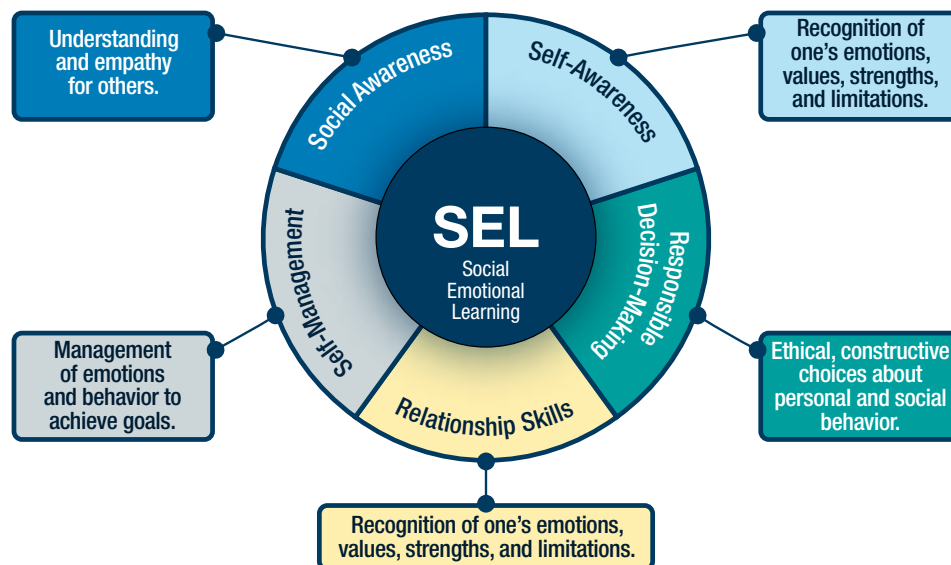 Understanding
and empathy
for others.
Social Awareness
Self-Awareness
Recognition of
one's emotions,
values, strengths,
and limitations.
SEL
Social
Emotional
Learning
Self-Management
Responsible
Decision-Making
Relationship Skills
Management
of emotions
and behavior to
achieve goals.
Ethical, constructive
choices about
personal and social
behavior.
Recognition of one's emotions,
values, strengths, and limitations.